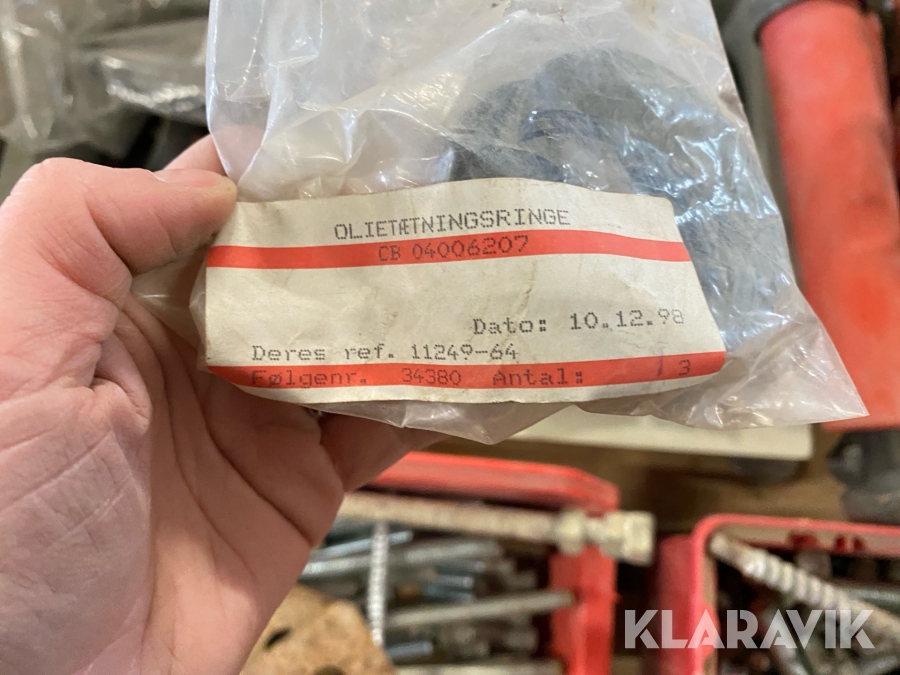 OLIETÆTNINGSRINGE
CB 04006207
Dato: 10.12.98
Deres ref. 11249-64
Følgenr. 34380 Antal: 3
KLARAVIK